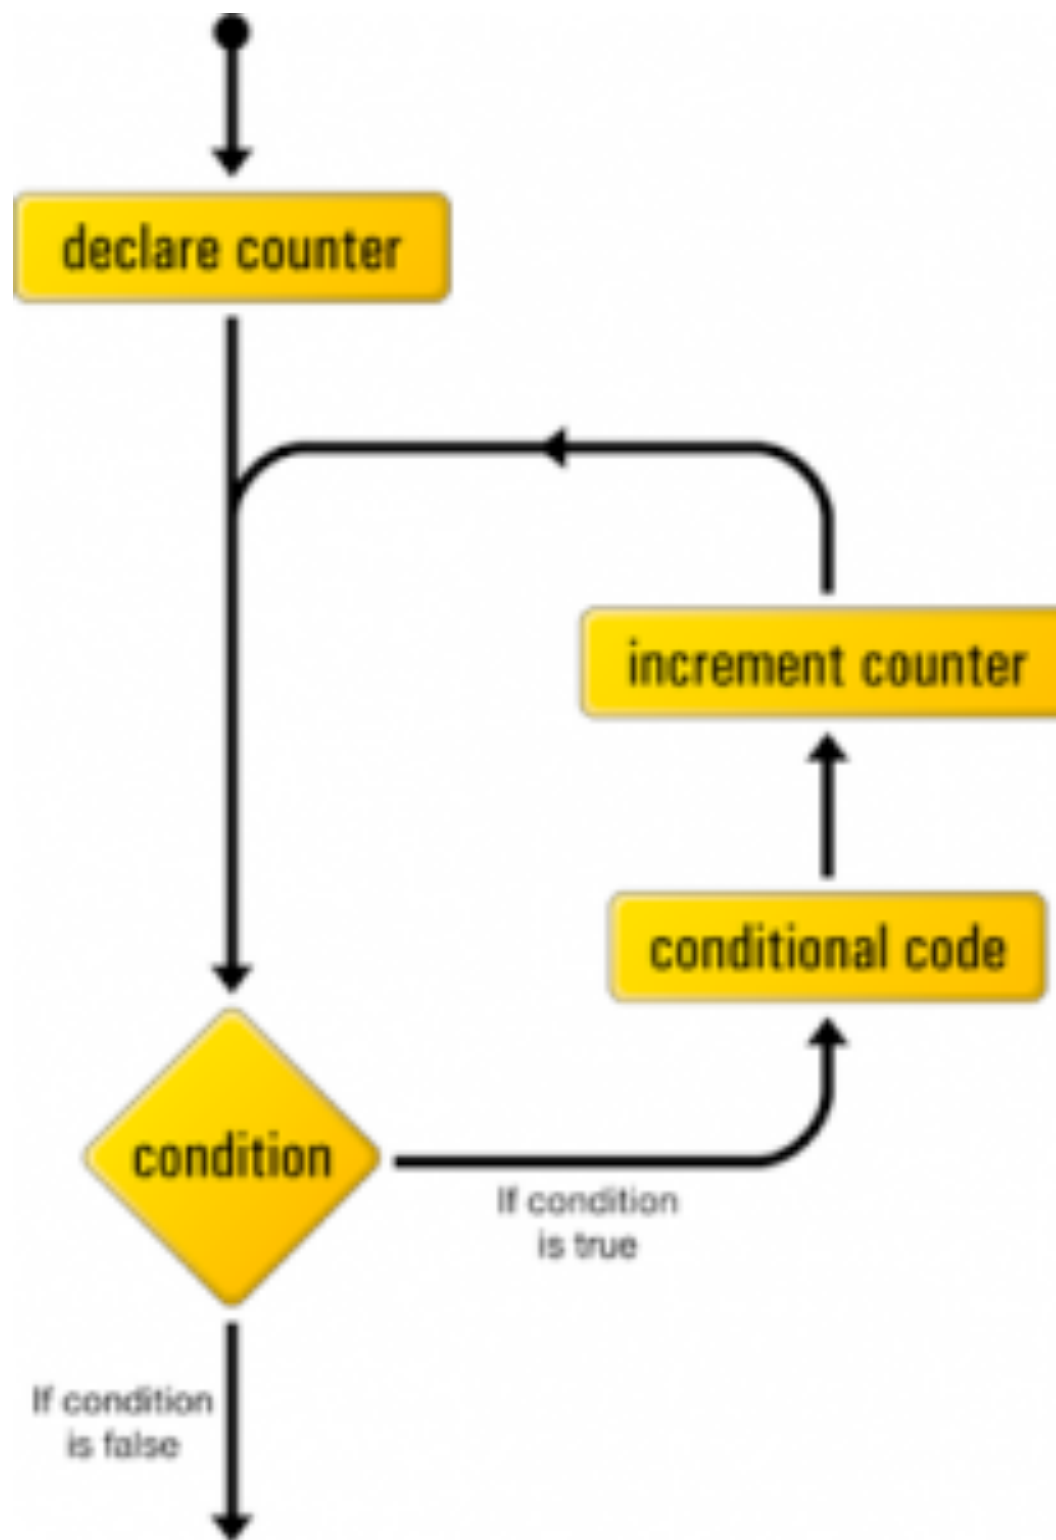 declare counter
increment counter
conditional code
condition
If condition
is true
If condition
is false